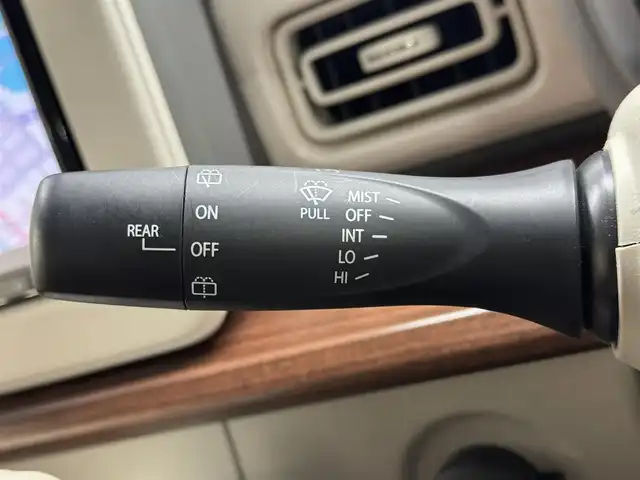 REAR
ON
OFF
PULL
MIST
OFF
INT
LO
HI